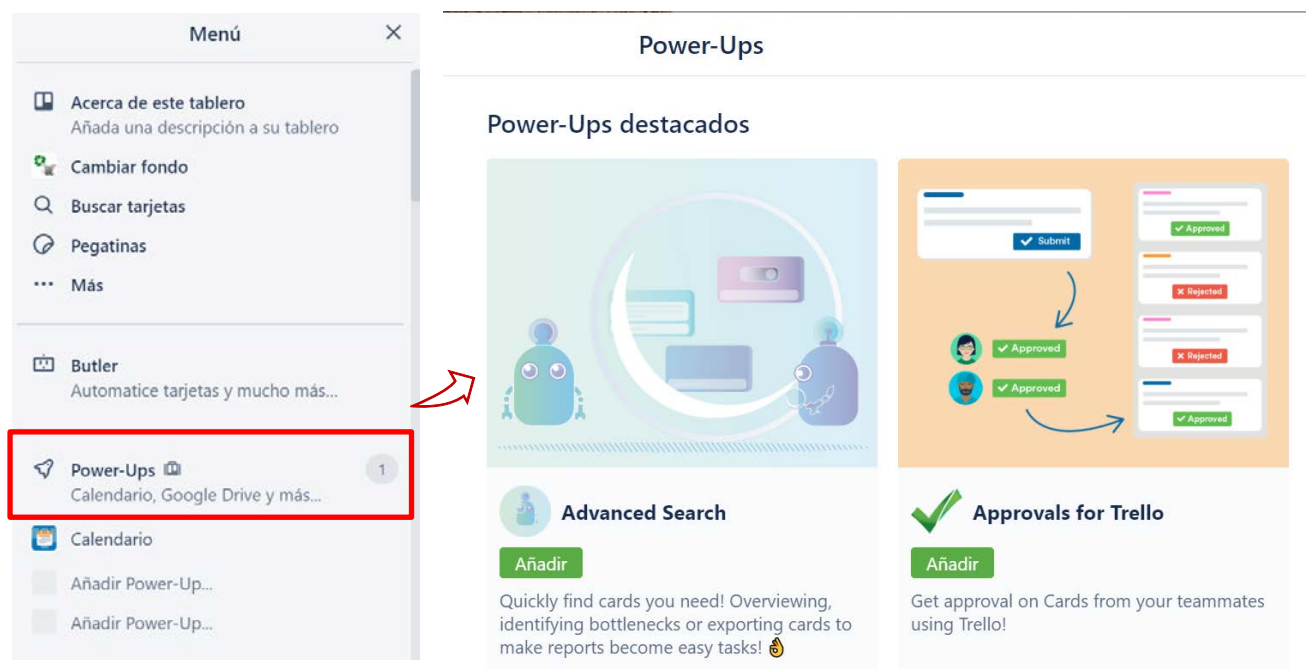 Menú
Acerca de este tablero
Añada una descripción a su tablero
Cambiar fondo
Buscar tarjetas
Pegatinas
Más
Butler
Automatice tarjetas y mucho más...
Power-Ups
1
Calendario, Google Drive y más...
Calendario
Añadir Power-Up...
Añadir Power-Up...
Power-Ups
Power-Ups destacados
Submit
Approved
Approved
Approved
Rejected
Rejected
Approved
Advanced Search
Añadir
Quickly find cards you need! Overviewing,
identifying bottlenecks or exporting cards to
make reports become easy tasks! 👌
Approvals for Trello
Añadir
Get approval on Cards from your teammates
using Trello!